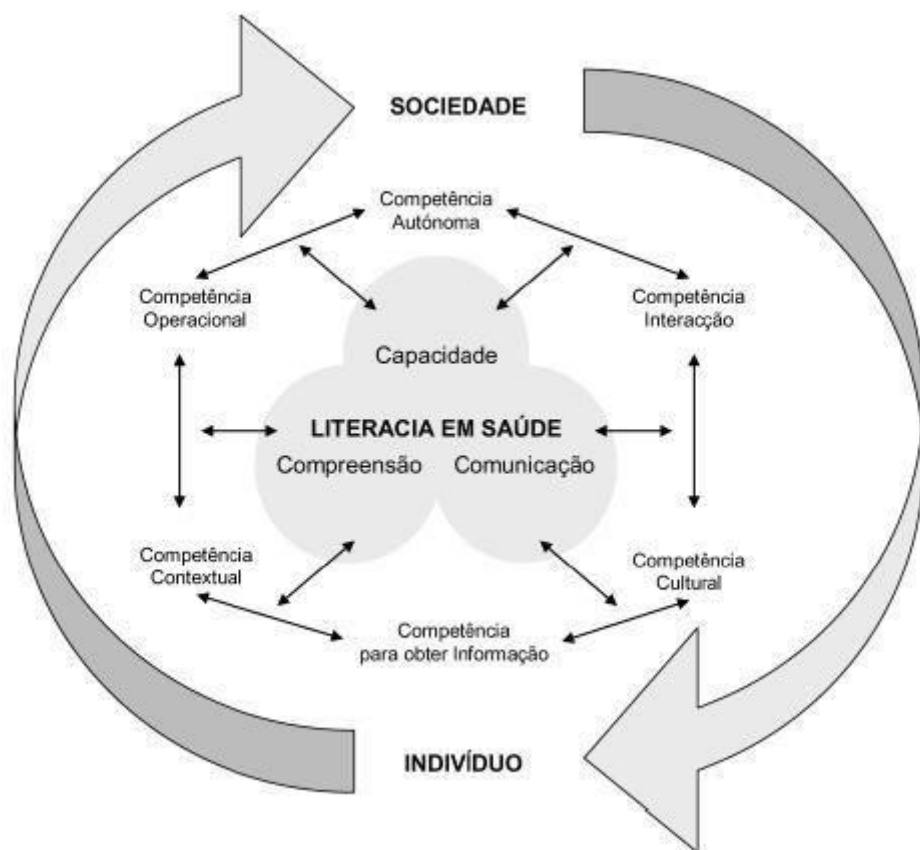 SOCIEDADE
Competência
Autónoma
Competência
Operacional
Competência
Interacção
Capacidade
LITERACIA EM SAÚDE
Compreensão
Comunicação
Competência
Contextual
Competência
Cultural
Competência
para obter Informação
INDIVÍDUO